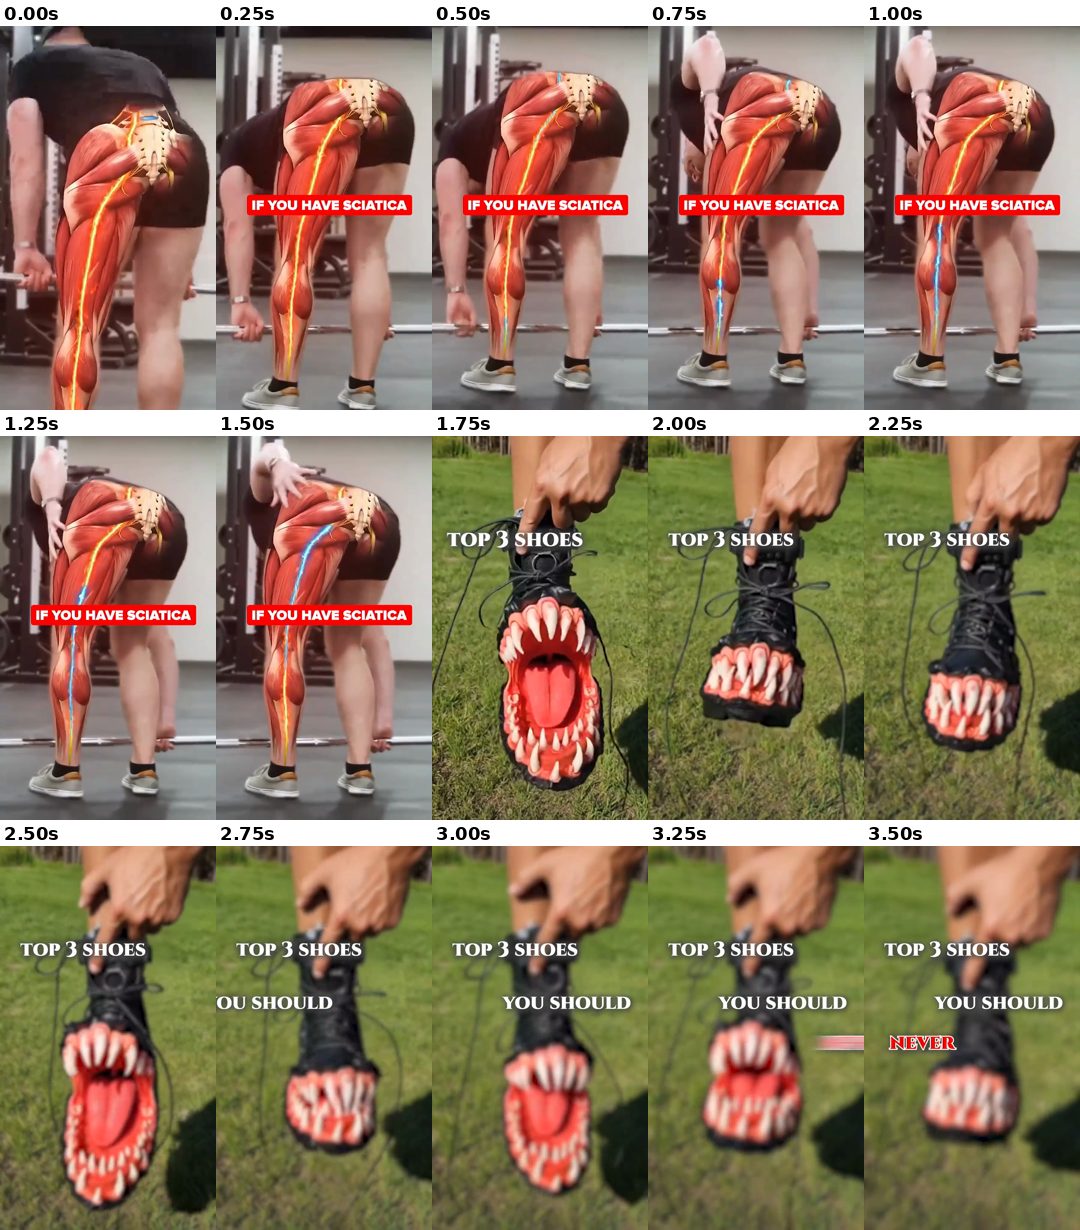 0.00s
0.25s
0.50s
0.75s
1.00s
IF YOU HAVE SCIATICA
IF YOU HAVE SCIATICA
IF YOU HAVE SCIATICA
IF YOU HAVE SCIATICA
1.25s
1.50s
1.75s
2.00s
2.25s
TOP 3 SHOES
TOP 3 SHOES
TOP 3 SHOES
IF YOU HAVE SCIATICA
IF YOU HAVE SCIATICA
2.50s
2.75s
3.00s
3.25s
3.50s
TOP 3 SHOES
TOP 3 SHOES
TOP 3 SHOES
TOP 3 SHOES
TOP 3 SHOES
OU SHOULD
YOU SHOULD
YOU SHOULD
YOU SHOULD
NEVER